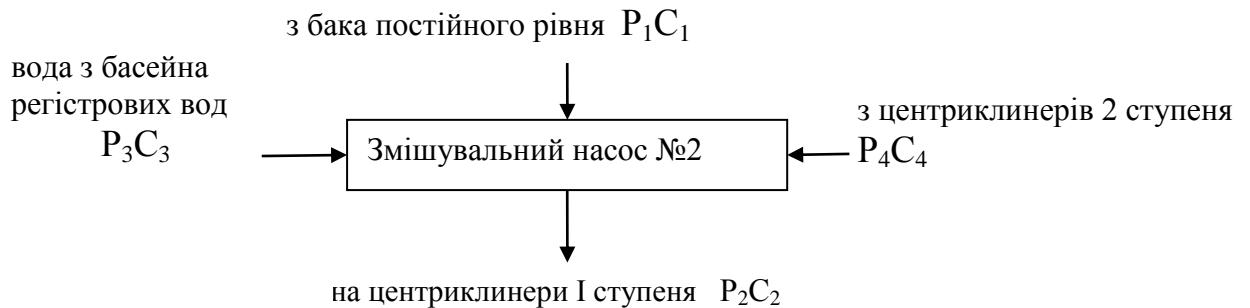 з бака постійного рівня P₁C₁
вода з басейна
регістрових вод
P₃C₃
Змішувальний насос №2
з центриклинерів 2 ступеня
P₄C₄
на центриклинери I ступеня P₂C₂